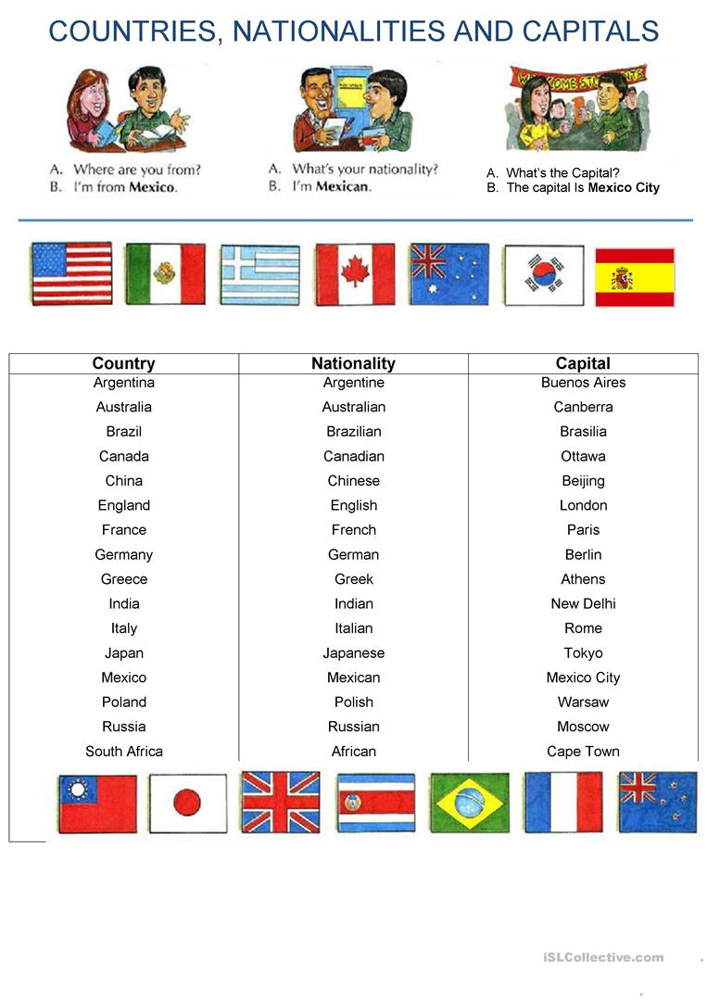 COUNTRIES, NATIONALITIES AND CAPITALS
A. Where are you from?
B. I'm from Mexico.
A. What's your nationality?
B. I'm Mexican.
A. What's the Capital?
B. The capital Is Mexico City
Country Nationality Capital
Argentina Argentine Buenos Aires
Australia Australian Canberra
Brazil Brazilian Brasilia
Canada Canadian Ottawa
China Chinese Beijing
England English London
France French Paris
Germany German Berlin
Greece Greek Athens
India Indian New Delhi
Italy Italian Rome
Japan Japanese Tokyo
Mexico Mexican Mexico City
Poland Polish Warsaw
Russia Russian Moscow
South Africa African Cape Town
iSLCollective.com